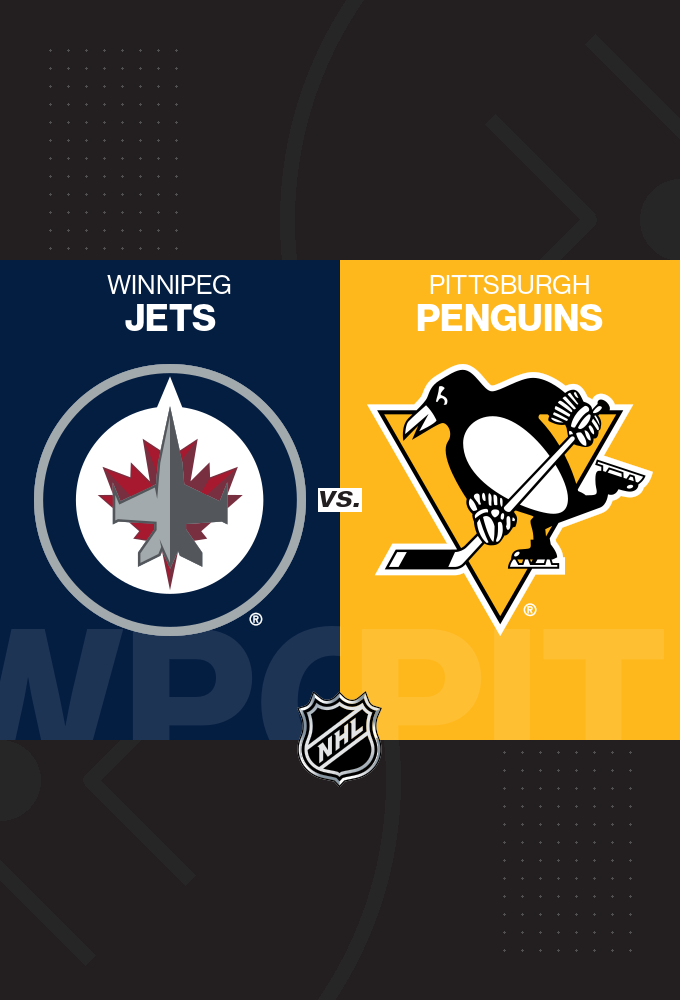 WINNIPEG
JETS
PITTSBURGH
PENGUINS
vs.
®
®
WPG
PIT
NHL